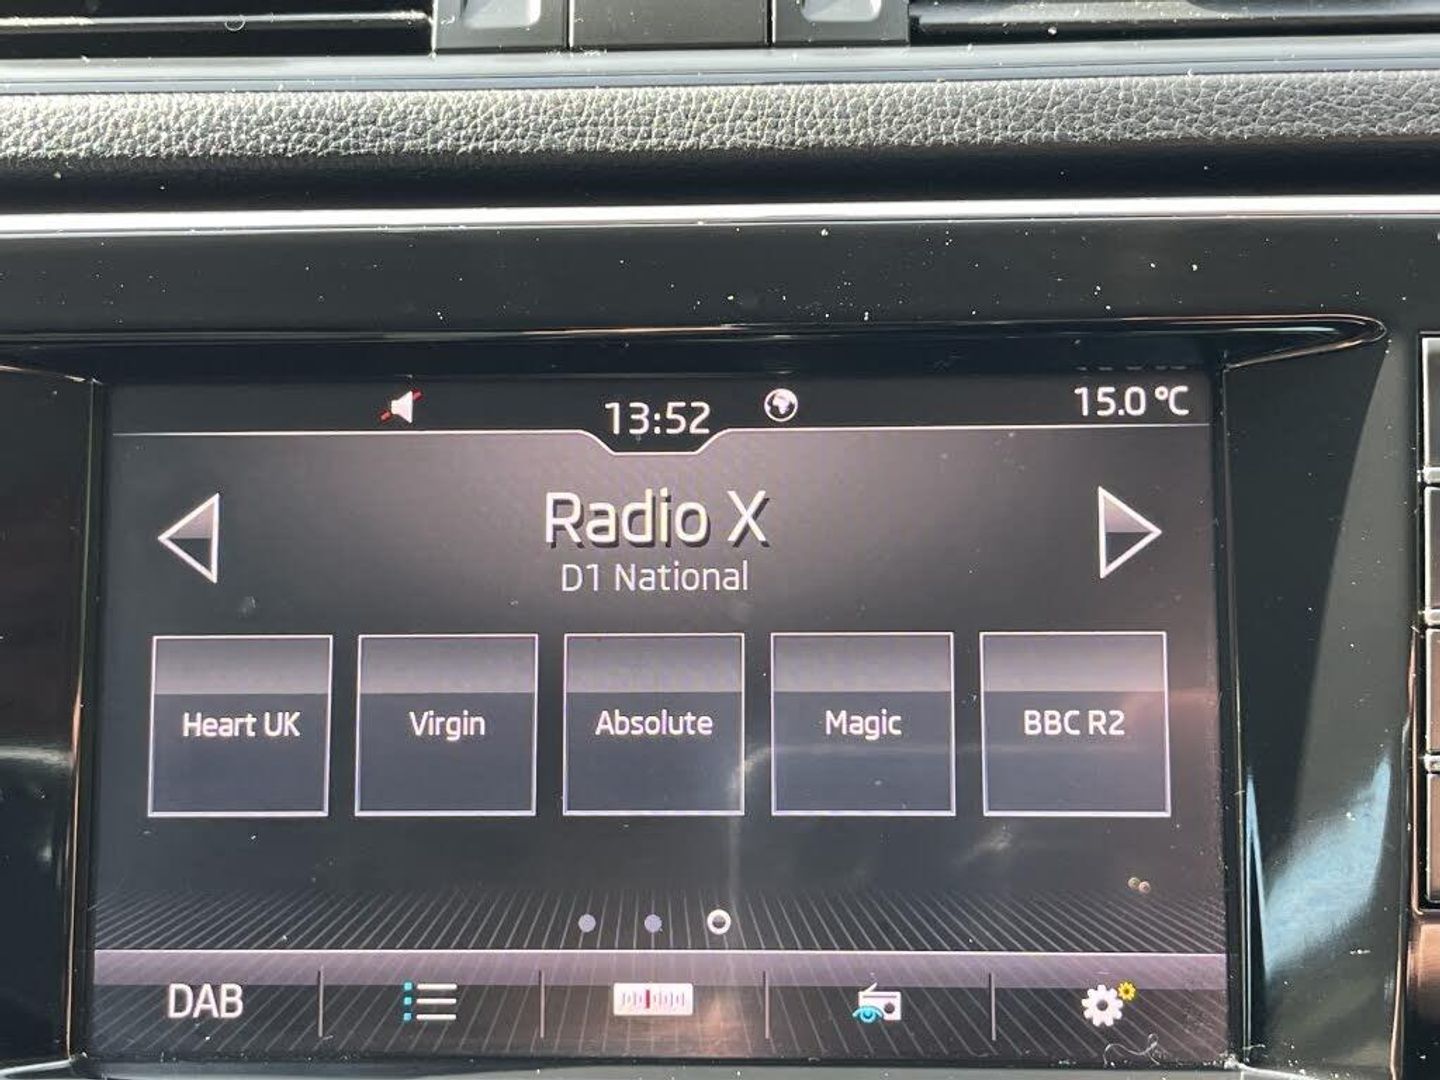 13:52
15.0 °C
Radio X
D1 National
Heart UK
Virgin
Absolute
Magic
BBC R2
DAB